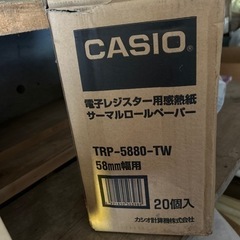 CASIO
電子レジスター用感熱紙
サーマルロールペーパー
TRP-5880-TW
58mm幅用
20個入
カシオ計算機株式会社